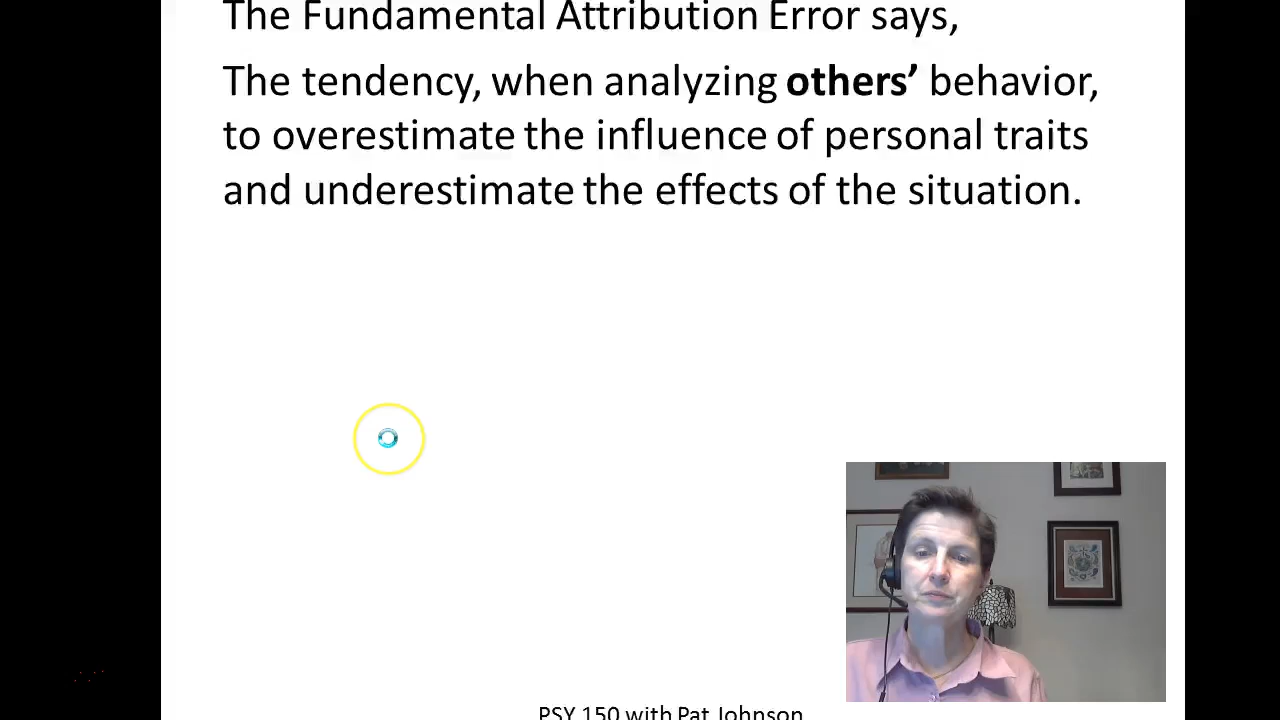 The Fundamental Attribution Error says,
The tendency, when analyzing others’ behavior,
to overestimate the influence of personal traits
and underestimate the effects of the situation.
PSY 150 with Pat Johnson